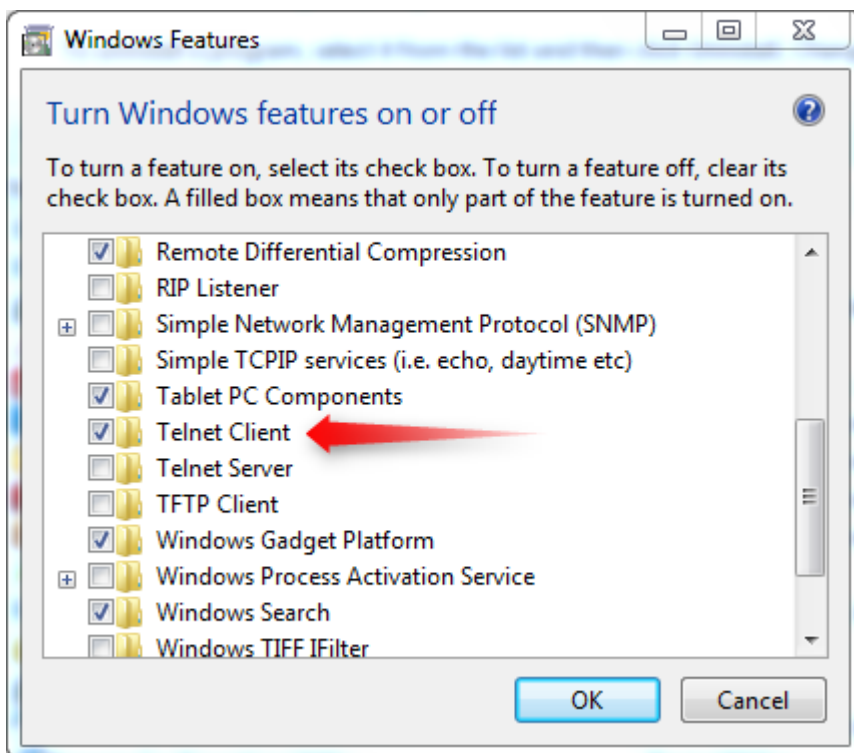 Windows Features
Turn Windows features on or off
To turn a feature on, select its check box. To turn a feature off, clear its
check box. A filled box means that only part of the feature is turned on.
Remote Differential Compression
RIP Listener
Simple Network Management Protocol (SNMP)
Simple TCPIP services (i.e. echo, daytime etc)
Tablet PC Components
Telnet Client
Telnet Server
TFTP Client
Windows Gadget Platform
Windows Process Activation Service
Windows Search
Windows TIFF IFilter
OK
Cancel